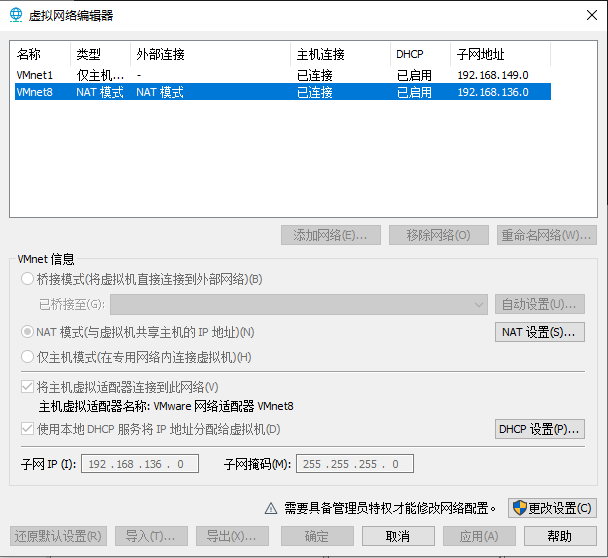 虚拟网络编辑器
名称 类型 外部连接 主机连接 DHCP 子网地址
VMnet1 仅主机... - 已连接 已启用 192.168.149.0
VMnet8 NAT 模式 NAT 模式 已连接 已启用 192.168.136.0
添加网络(E)... 移除网络(O) 重命名网络(W)...
VMnet 信息
桥接模式(将虚拟机直接连接到外部网络)(B)
已桥接至(G): 自动设置(U)...
NAT 模式(与虚拟机共享主机的 IP 地址)(N) NAT 设置(S)...
仅主机模式(在专用网络内连接虚拟机)(H)
将主机虚拟适配器连接到此网络(V)
主机虚拟适配器名称: VMware 网络适配器 VMnet8
使用本地 DHCP 服务将 IP 地址分配给虚拟机(D) DHCP 设置(P)...
子网 IP (I): 192 .168 .136 . 0 子网掩码(M): 255 .255 .255 . 0
需要具备管理员特权才能修改网络配置。 更改设置(C)
还原默认设置(R) 导入(T)... 导出(X)... 确定 取消 应用(A) 帮助